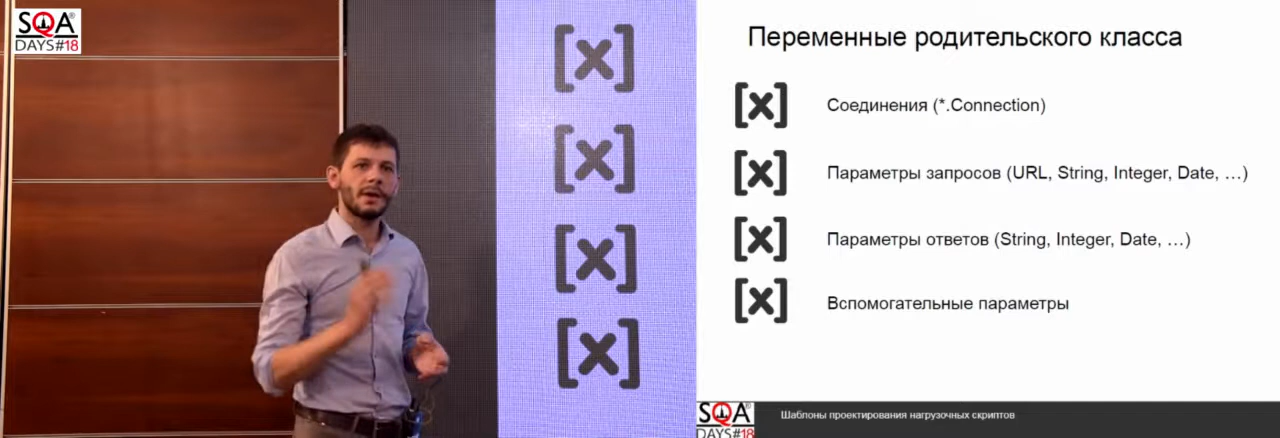 SQA®
DAYS#18
[x]
[x]
[x]
[x]
Переменные родительского класса
[x] Соединения (*.Connection)
[x] Параметры запросов (URL, String, Integer, Date, …)
[x] Параметры ответов (String, Integer, Date, …)
[x] Вспомогательные параметры
SQA®
DAYS#18
Шаблоны проектирования нагрузочных скриптов